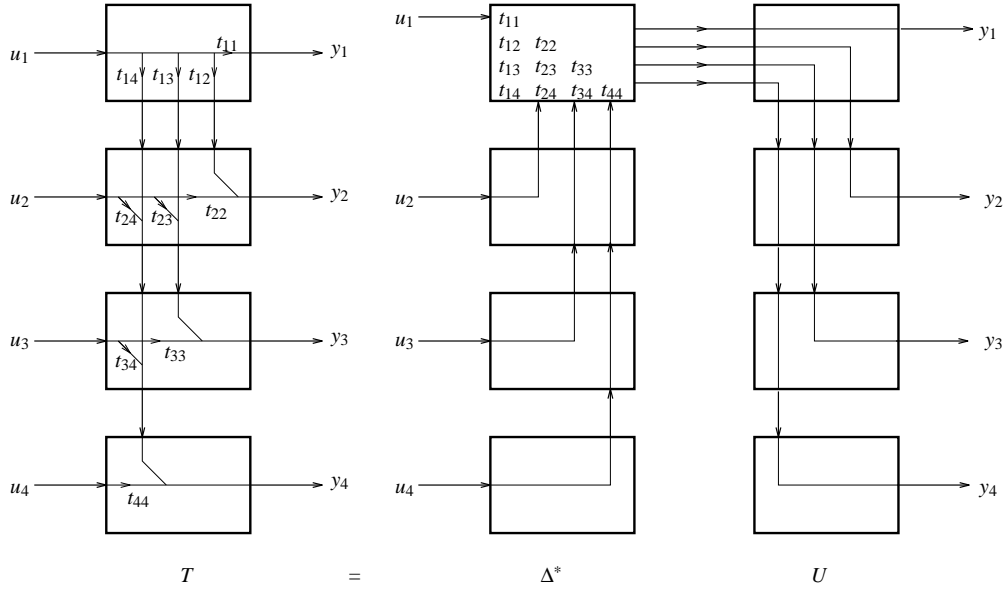 u1 t11 y1
t14 t13 t12
u2 t24 t23 t22 y2
u3 t34 t33 y3
u4 t44 y4
T
=
u1 t11
t12 t22
t13 t23 t33
t14 t24 t34 t44
u2
u3
u4
Δ*
y1
y2
y3
y4
U